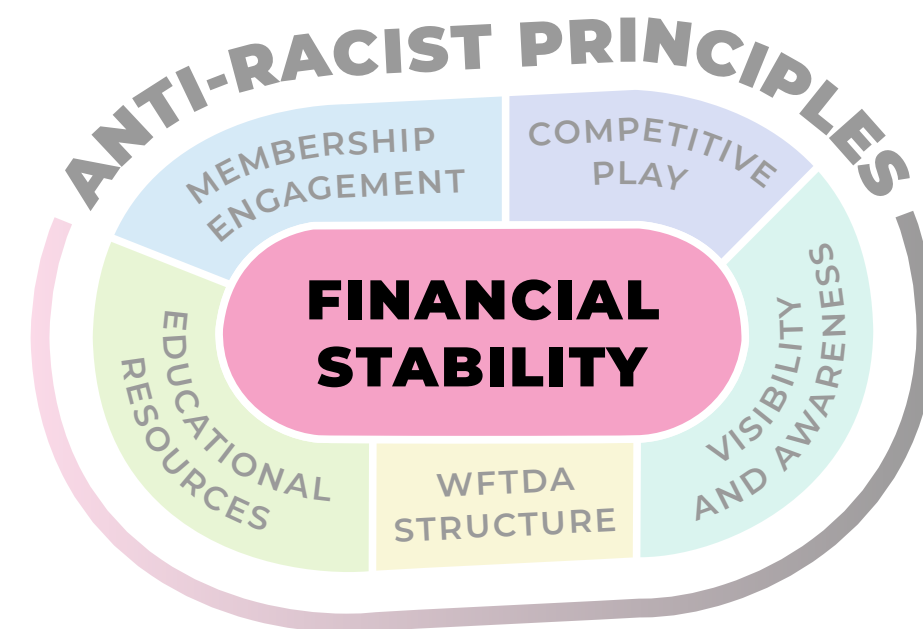 ANTI-RACIST PRINCIPLES
MEMBERSHIP
ENGAGEMENT
COMPETITIVE
PLAY
FINANCIAL
STABILITY
EDUCATIONAL
RESOURCES
VISIBILITY
AND AWARENESS
WFTDA
STRUCTURE